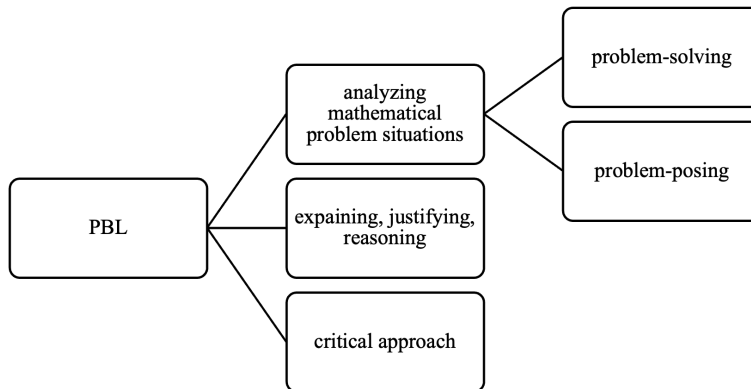 PBL
analyzing
mathematical
problem situations
expaining, justifying,
reasoning
critical approach
problem-solving
problem-posing